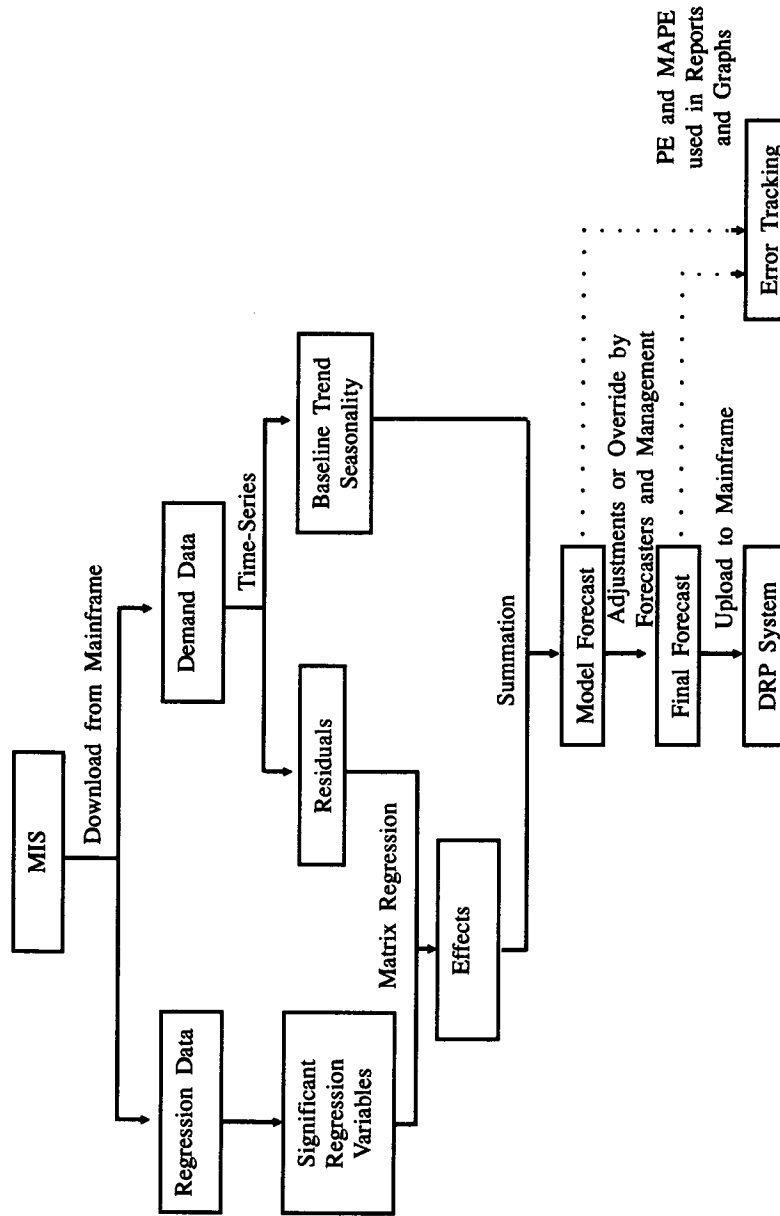 MIS
Download from Mainframe
Regression Data
Demand Data
Time-Series
Significant
Regression
Variables
Residuals
Baseline Trend
Seasonality
Matrix Regression
Effects
Summation
Model Forecast
Adjustments or Override by
Forecasters and Management
Final Forecast
Upload to Mainframe
DRP System
PE and MAPE
used in Reports
and Graphs
Error Tracking